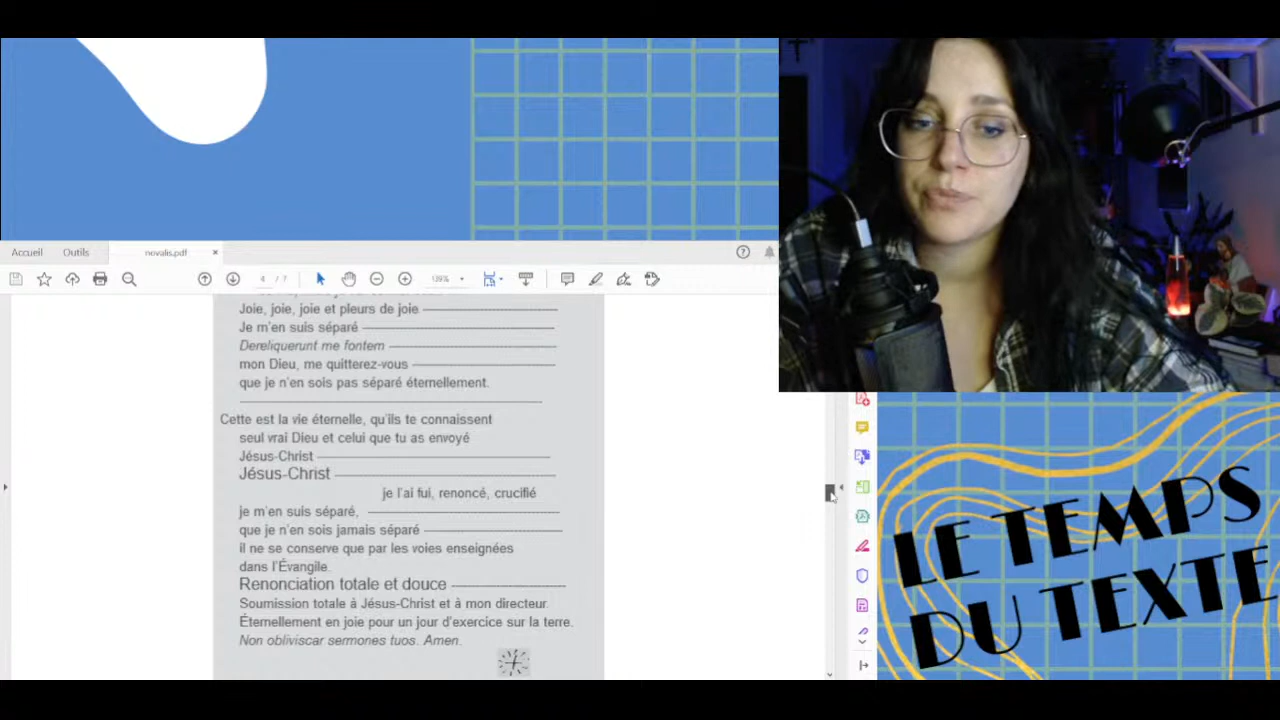 Accueil Outils novalis.pdf
4 / 7 139%
Joie, joie, joie et pleurs de joie
Je m'en suis séparé
Dereliquerunt me fontem
mon Dieu, me quitterez-vous
que je n'en sois pas séparé éternellement.
Cette est la vie éternelle, qu'ils te connaissent
seul vrai Dieu et celui que tu as envoyé
Jésus-Christ
Jésus-Christ
je l'ai fui, renoncé, crucifié
je m'en suis séparé,
que je n'en sois jamais séparé
il ne se conserve que par les voies enseignées
dans l'Évangile.
Renonciation totale et douce
Soumission totale à Jésus-Christ et à mon directeur.
Éternellement en joie pour un jour d'exercice sur la terre.
Non obliviscar sermones tuos. Amen.
LE TEMPS
DU TEXTE